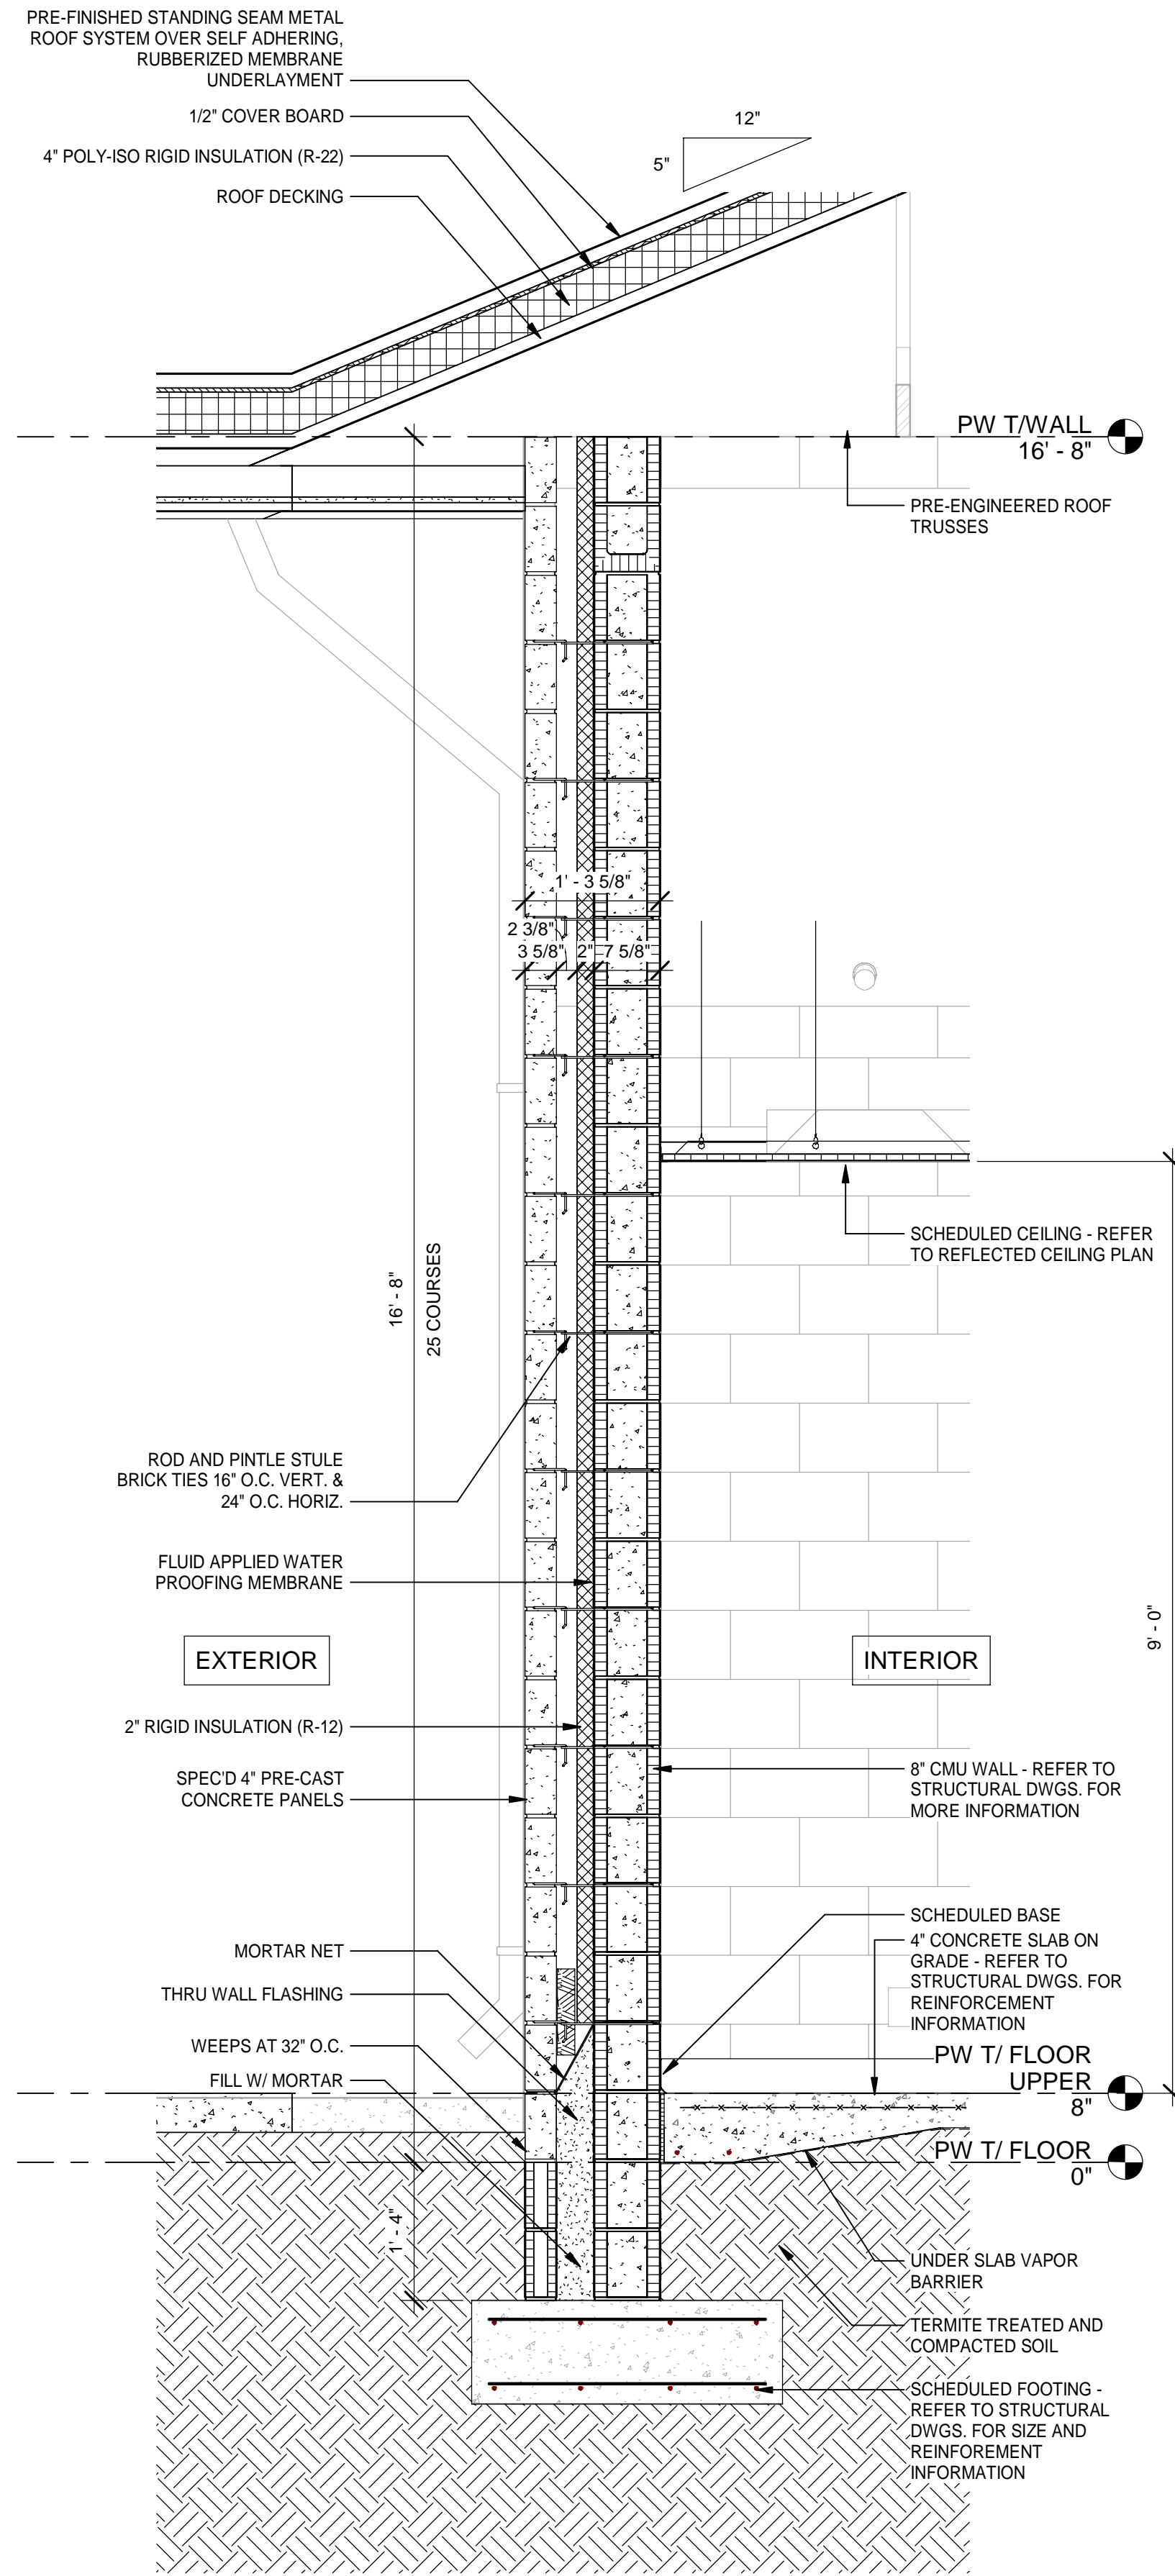 PRE-FINISHED STANDING SEAM METAL
ROOF SYSTEM OVER SELF ADHERING,
RUBBERIZED MEMBRANE
UNDERLAYMENT
1/2" COVER BOARD
4" POLY-ISO RIGID INSULATION (R-22)
ROOF DECKING
12"
5"
PW T/WALL
16' - 8"
PRE-ENGINEERED ROOF
TRUSSES
1' - 3 5/8"
2 3/8"
3 5/8"
2"
7 5/8"
SCHEDULED CEILING - REFER
TO REFLECTED CEILING PLAN
16' - 8"
25 COURSES
ROD AND PINTLE STULE
BRICK TIES 16" O.C. VERT. &
24" O.C. HORIZ.
FLUID APPLIED WATER
PROOFING MEMBRANE
9' - 0"
EXTERIOR
INTERIOR
2" RIGID INSULATION (R-12)
SPEC'D 4" PRE-CAST
CONCRETE PANELS
8" CMU WALL - REFER TO
STRUCTURAL DWGS. FOR
MORE INFORMATION
MORTAR NET
THRU WALL FLASHING
WEEPS AT 32" O.C.
FILL W/ MORTAR
SCHEDULED BASE
4" CONCRETE SLAB ON
GRADE - REFER TO
STRUCTURAL DWGS. FOR
REINFORCEMENT
INFORMATION
PW T/ FLOOR
UPPER
8"
PW T/ FLOOR
0"
1' - 4"
UNDER SLAB VAPOR
BARRIER
TERMITE TREATED AND
COMPACTED SOIL
SCHEDULED FOOTING -
REFER TO STRUCTURAL
DWGS. FOR SIZE AND
REINFOREMENT
INFORMATION